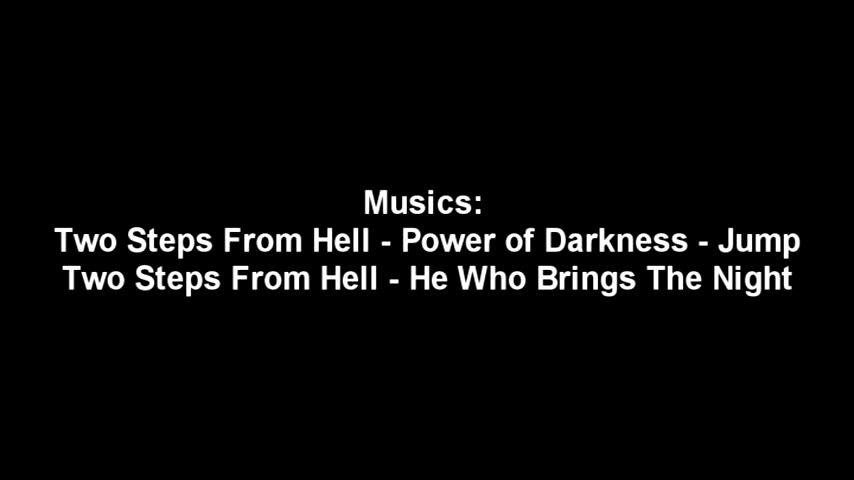 Musics:
Two Steps From Hell - Power of Darkness - Jump
Two Steps From Hell - He Who Brings The Night